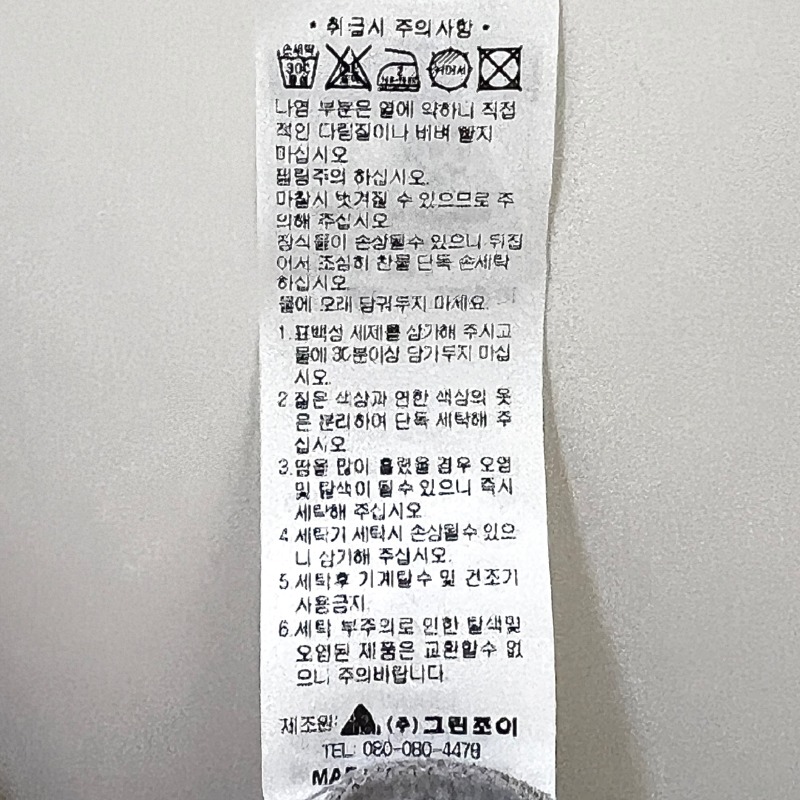 • 취급시 주의사항 •
손세탁
30C
나염 부분은 열에 약하니 직접
적인 다림질이나 비벼 빨지
마십시오
필링주의 하십시오.
마찰시 벗겨질 수 있으므로 주
의해 주십시오
장식물이 손상될수 있으니 뒤집
어서 조심히 찬물 단독 손세탁
하십시오
물에 오래 담궈두지 마세요.
1. 표백성 세제를 삼가해 주시고
물에 30분이상 담가두지 마십
시오.
2 짙은 색상과 연한 색상의 옷
은 분리하여 단독 세탁해 주
십시오
3. 땀을 많이 흘렸을 경우 오염
및 탈색이 될수 있으니 즉시
세탁해 주십시오
4 세탁기 세탁시 손상될수 있으
니 삼가해 주십시오.
5 세탁후 기계탈수 및 건조기
사용금지
6 세탁 부주의로 인한 탈색및
오염된 제품은 교환할수 없
으니 주의바랍니다
제조원: (주)그린조이
TEL: 080-080-4479